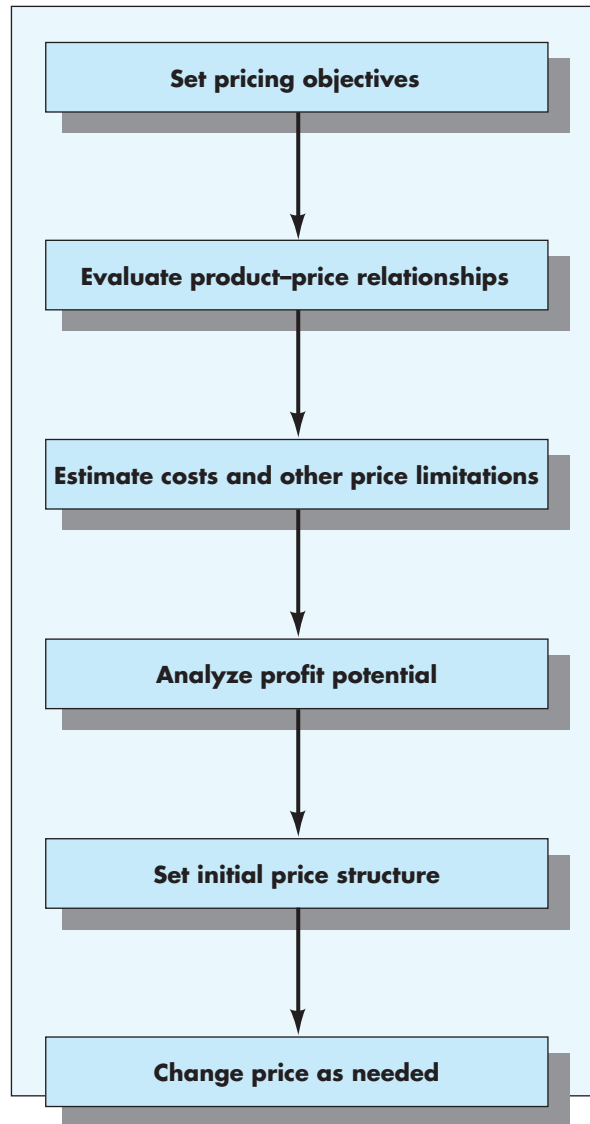 Set pricing objectives
Evaluate product–price relationships
Estimate costs and other price limitations
Analyze profit potential
Set initial price structure
Change price as needed